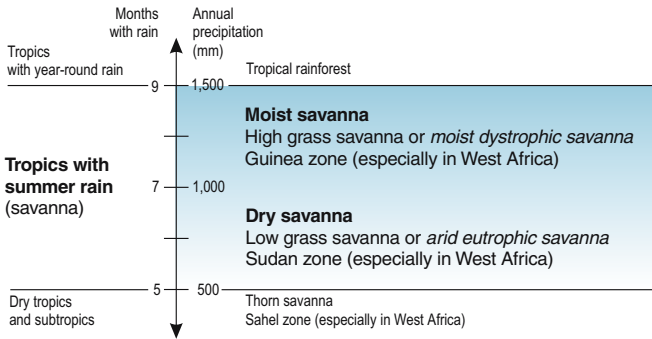 Months
with rain
Annual
precipitation
(mm)
Tropics
with year-round rain
Tropical rainforest
9
1,500
Moist savanna
High grass savanna or moist dystrophic savanna
Guinea zone (especially in West Africa)
Tropics with
summer rain
(savanna)
7
1,000
Dry savanna
Low grass savanna or arid eutrophic savanna
Sudan zone (especially in West Africa)
5
500
Dry tropics
and subtropics
Thorn savanna
Sahel zone (especially in West Africa)